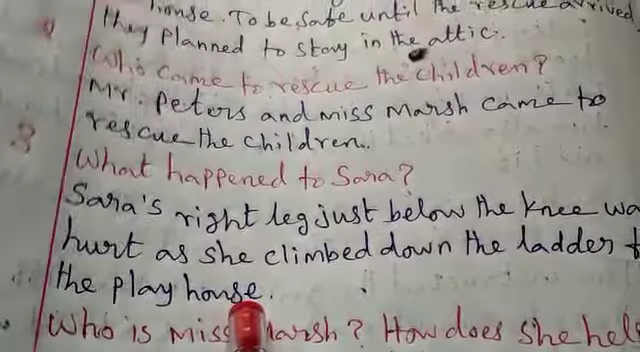 house. To be safe until the rescue arrived
they planned to stay in the attic.
Who came to rescue the children?
Mr. Peters and miss Marsh came to
rescue the children.
3
What happened to Sara?
Sara's right leg just below the knee wa
hurt as she climbed down the ladder f
the play house.
Who is Miss Marsh? How does she hel